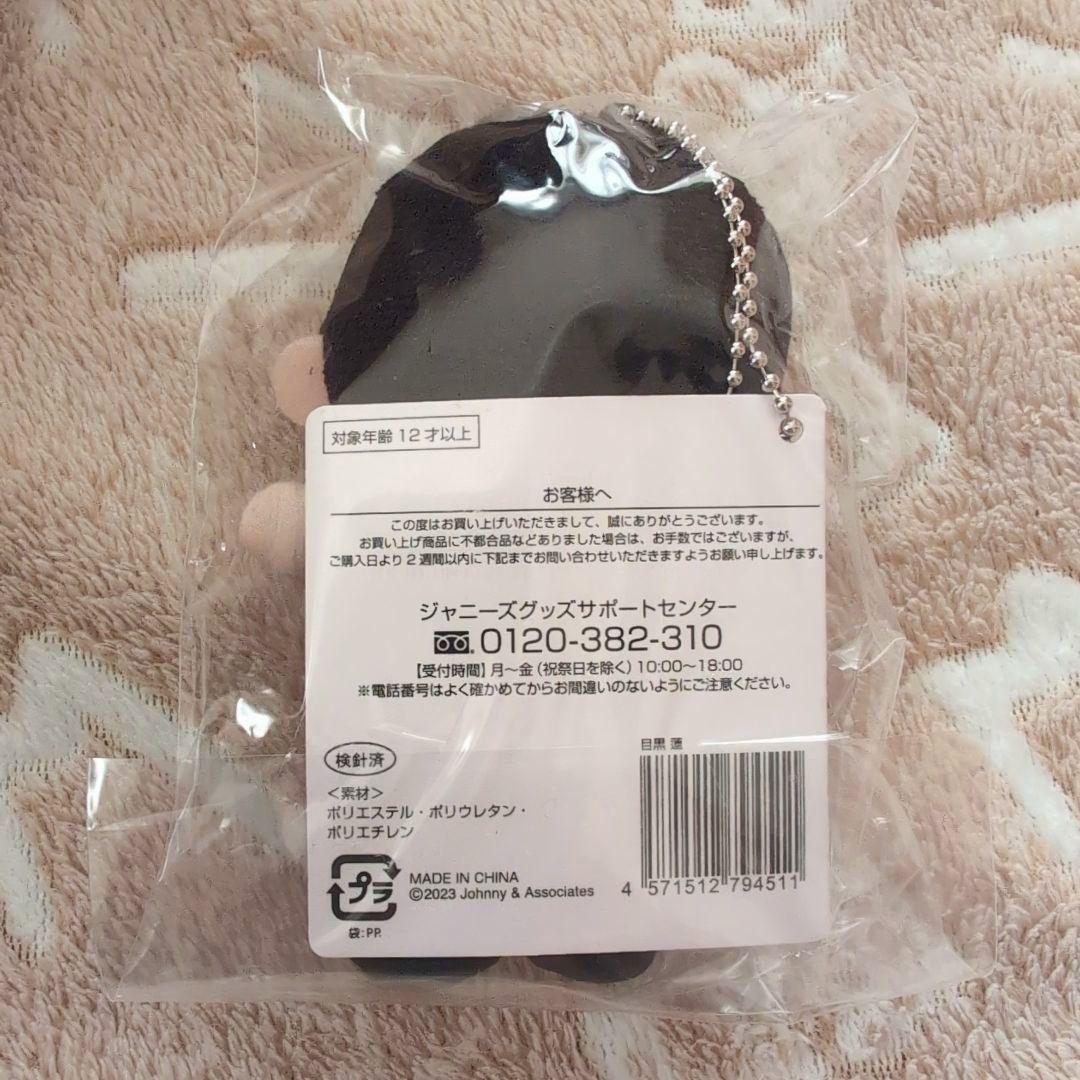 対象年齢12才以上
お客様へ
この度はお買い上げいただきまして、誠にありがとうございます。
お買い上げ商品に不都合品などありました場合は、お手数ではございますが、
ご購入日より2週間以内に下記までお問い合わせいただきますようお願い申し上げます。
ジャニーズグッズサポートセンター
0120-382-310
【受付時間】月〜金（祝祭日を除く）10:00〜18:00
※電話番号はよく確かめてからお間違いのないようにご注意ください。
検針済
＜素材＞
ポリエステル・ポリウレタン・
ポリエチレン
プラ
袋:PP.
MADE IN CHINA
©2023 Johnny & Associates
目黒 蓮
4 571512 794511